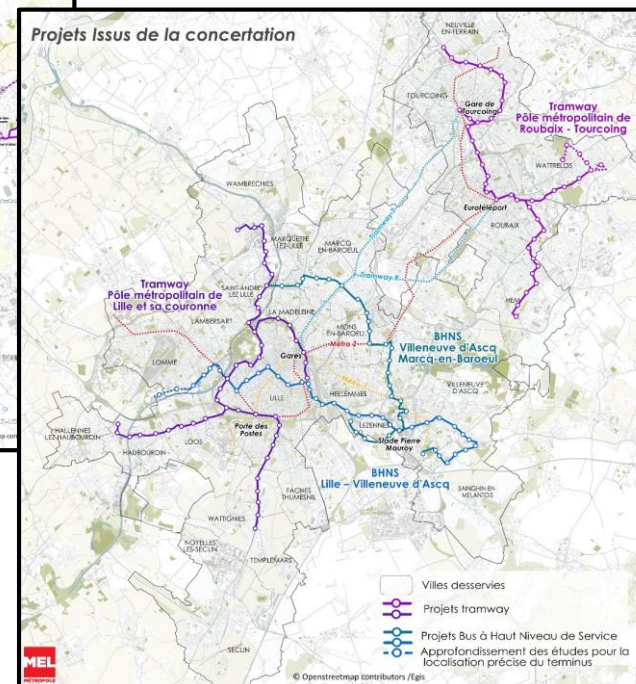 Projets Issus de la concertation
NEUVILLE
EN-FERRAIN
TOURCOING
Gare de
Tourcoing
Tramway
Pôle métropolitain de
Roubaix - Tourcoing
WATTRELOS
Eurotéléport
ROUBAIX
HEM
WAMBRECHIES
MARQUETTE
LEZ-LILLE
MARCQ
EN-BAROEUL
Tramway T
Tramway R
Tramway
Pôle métropolitain de
Lille et sa couronne
SAINT-ANDRÉ
LEZ LILLE
LAMBERSART
LA MADELEINE
MONS
EN-BAROEUL
BHNS
Villeneuve d'Ascq
Marcq-en-Baroeul
Gares
Métro 2
LOMME
LILLE
HELLEMMES
VILLENEUVE
D'ASCQ
HALLENNES
LEZ-HAUBOURDIN
HAUBOURDIN
LOOS
Porte des
Postes
LEZENNES
Stade Pierre
Mauroy
BHNS
Lille – Villeneuve d'Ascq
SAINGHIN EN
MELANTOIS
FACHES
THUMESNIL
WATTIGNIES
NOYELLES
LES-SECLIN
TEMPLEMARS
SECLIN
Villes desservies
Projets tramway
Projets Bus à Haut Niveau de Service
Approfondissement des études pour la
localisation précise du terminus
MEL
MÉTROPOLE
© Openstreetmap contributors /Egis